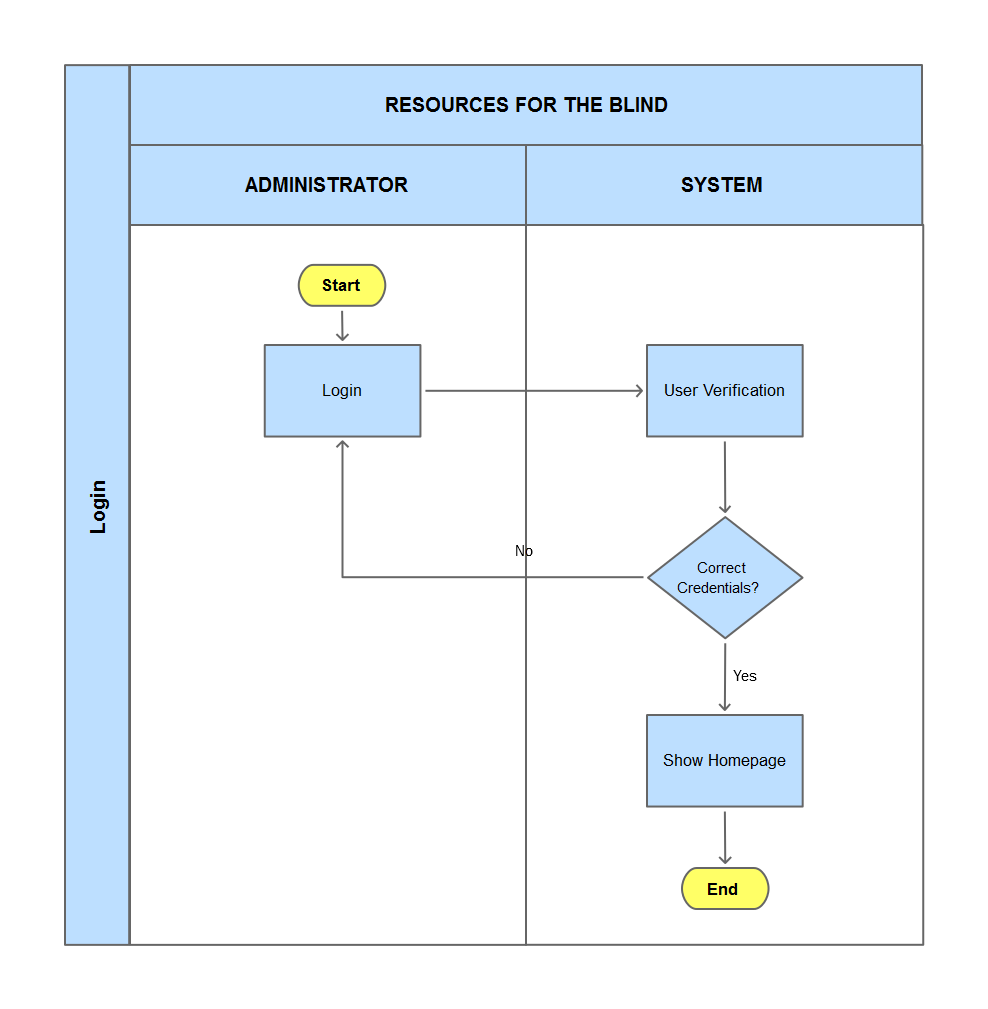 RESOURCES FOR THE BLIND
ADMINISTRATOR
SYSTEM
Login
Start
Login
User Verification
No
Correct
Credentials?
Yes
Show Homepage
End